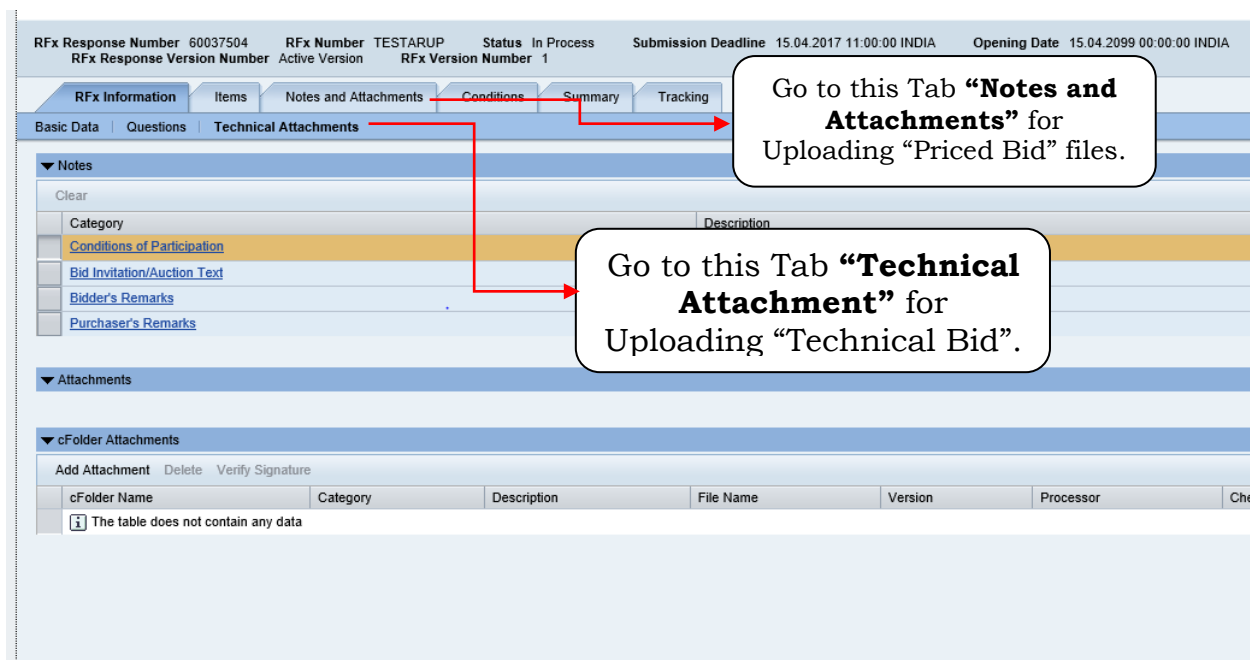 RFx Response Number 60037504 RFx Number TESTARUP Status In Process Submission Deadline 15.04.2017 11:00:00 INDIA Opening Date 15.04.2099 00:00:00 INDIA
RFx Response Version Number Active Version RFx Version Number 1
RFx Information Items Notes and Attachments Conditions Summary Tracking
Go to this Tab “Notes and
Attachments” for
Uploading “Priced Bid” files.
Basic Data Questions Technical Attachments
Notes
Clear
Category Description
Conditions of Participation
Bid Invitation/Auction Text
Bidder's Remarks
Purchaser's Remarks
Go to this Tab “Technical
Attachment” for
Uploading “Technical Bid”.
Attachments
cFolder Attachments
Add Attachment Delete Verify Signature
cFolder Name Category Description File Name Version Processor Che
The table does not contain any data